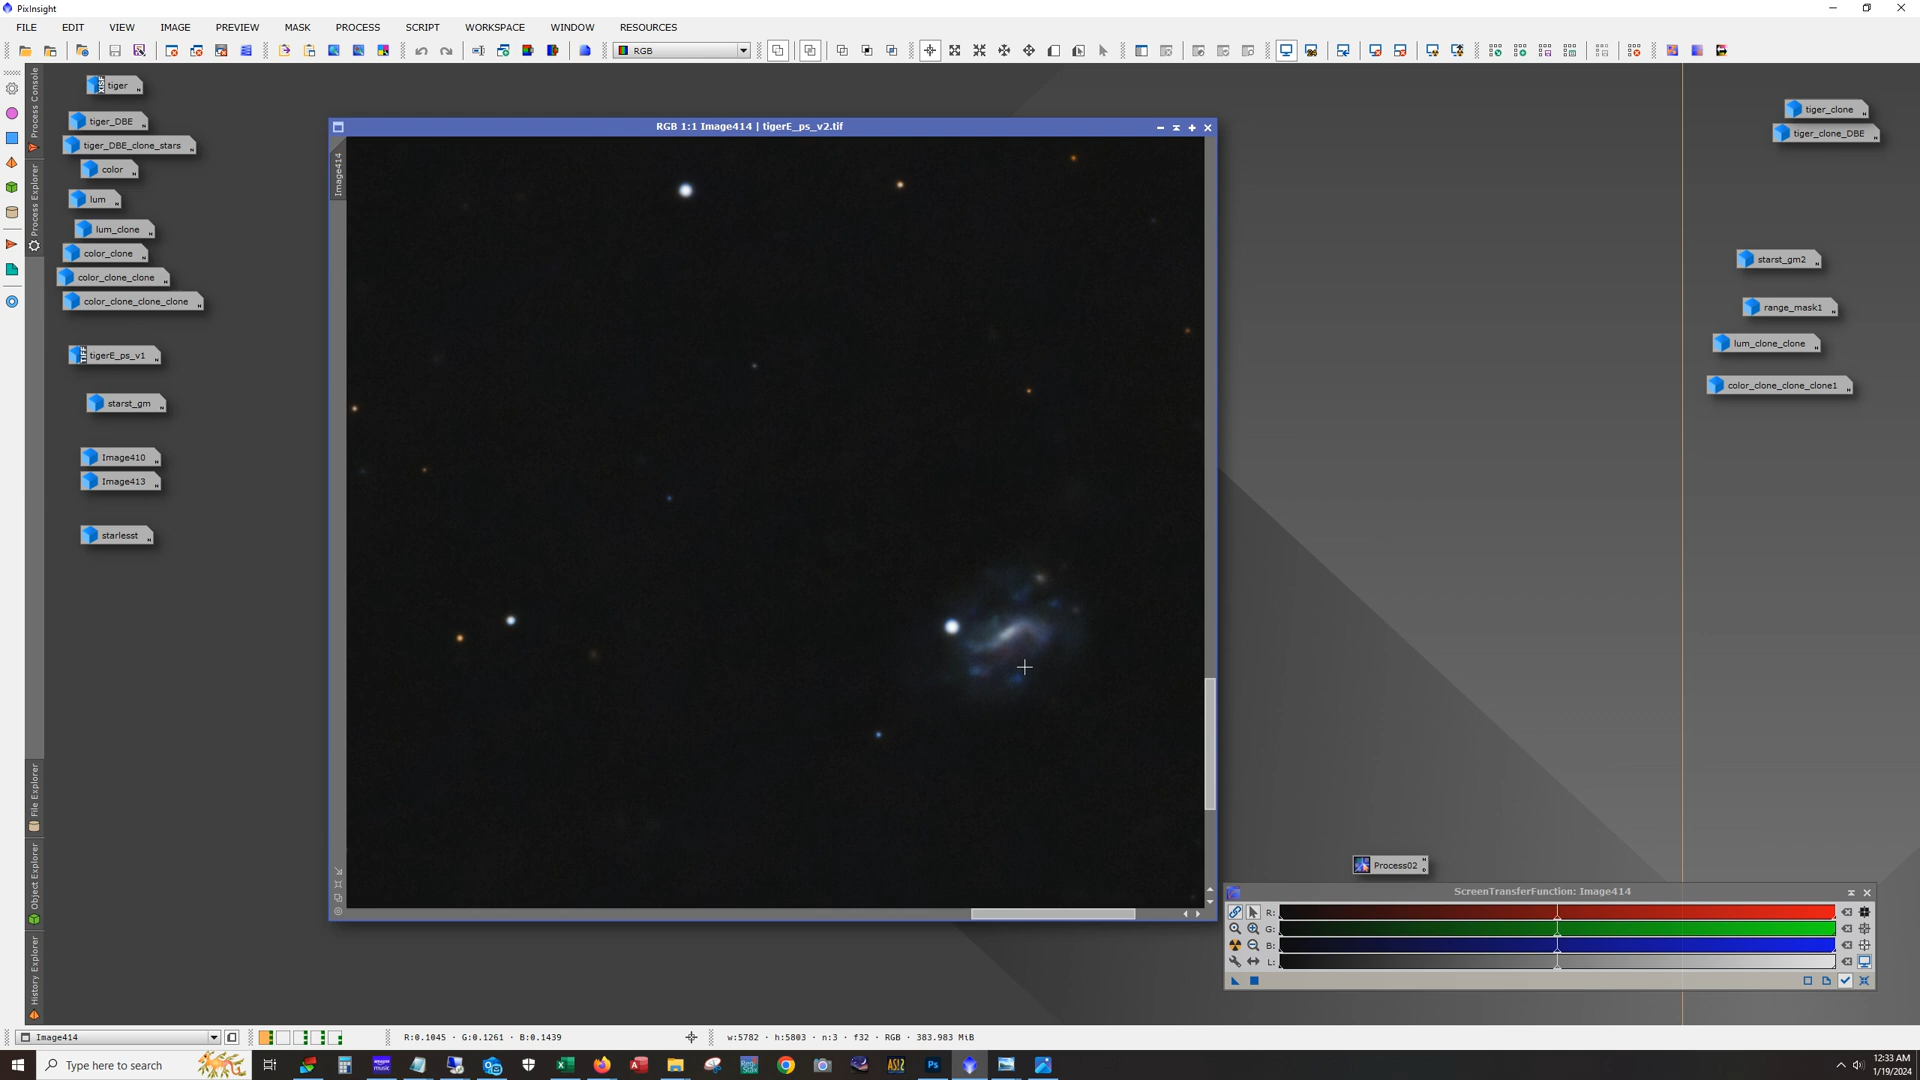 PixInsight
FILE EDIT VIEW IMAGE PROCESS PREVIEW MASK PROCESS SCRIPT WORKSPACE WINDOW RESOURCES
RGB
Process Console
Process Explorer
File Explorer
Object Explorer
History Explorer
tiger
tiger_DBE
tiger_DBE_clone_stars
color
lum
lum_clone
color_clone
color_clone_clone
color_clone_clone_clone
tigerE_ps_v1
starst_gm
Image410
Image413
starlesst
RGB 1:1 Image414 | tigerE_ps_v2.tif
Image414
tiger_clone
tiger_clone_DBE
starst_gm2
range_mask1
lum_clone_clone
color_clone_clone_clone1
Process02
ScreenTransferFunction: Image414
R:
G:
B:
L:
Image414
R:0.1045 · G:0.1261 · B:0.1439
w:5782 · h:5803 · n:3 · f32 · RGB · 383.983 MiB
Type here to search
12:33 AM
1/19/2024